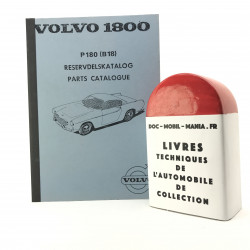 VOLVO 1800
P180 (B18)
RESERVDELSKATALOG
PARTS CATALOGUE
VOLVO
DOC-MOBIL-MANIA.FR
LIVRES
TECHNIQUES
DE
L'AUTOMOBILE
DE
COLLECTION